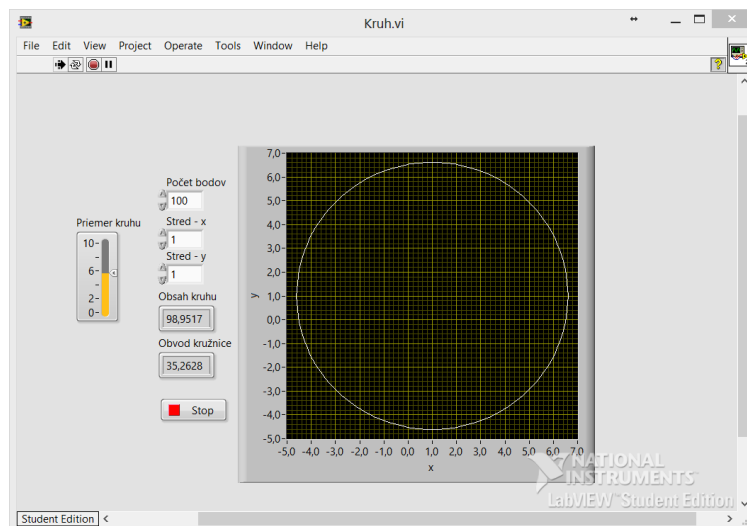 Kruh.vi
File Edit View Project Operate Tools Window Help
Počet bodov
100
Priemer kruhu
Stred - x
1
Stred - y
1
10
6
2
0
Obsah kruhu
98,9517
Obvod kružnice
35,2628
Stop
y
7,0
6,0
5,0
4,0
3,0
2,0
1,0
0,0
-1,0
-2,0
-3,0
-4,0
-5,0
-5,0 -4,0 -3,0 -2,0 -1,0 0,0 1,0 2,0 3,0 4,0 5,0 6,0 7,0
x
NATIONAL
INSTRUMENTS™
LabVIEW™ Student Edition
Student Edition